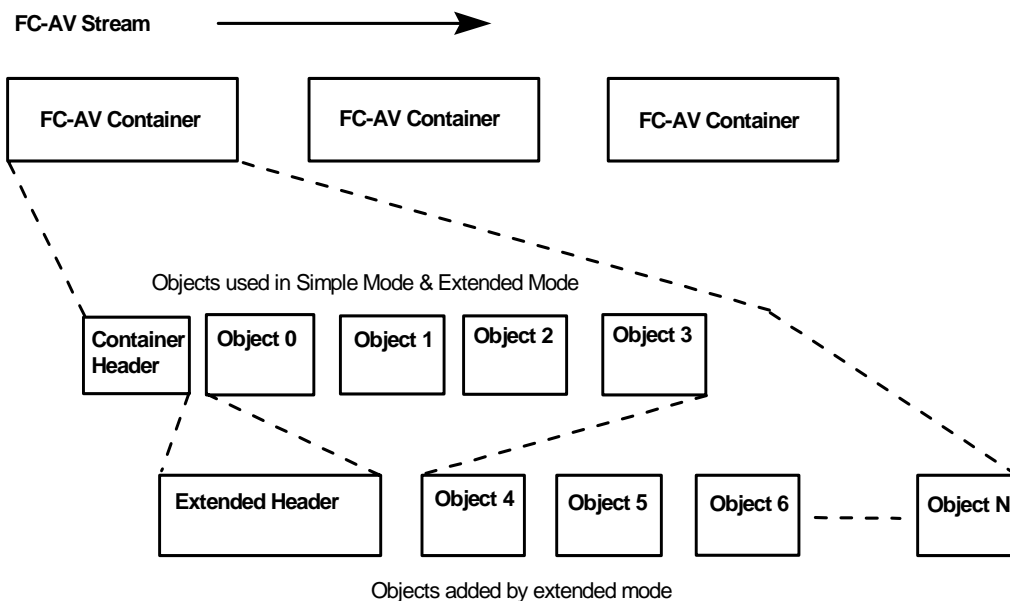 FC-AV Stream
FC-AV Container
FC-AV Container
FC-AV Container
Objects used in Simple Mode & Extended Mode
Container
Header
Object 0
Object 1
Object 2
Object 3
Extended Header
Object 4
Object 5
Object 6
Object N
Objects added by extended mode